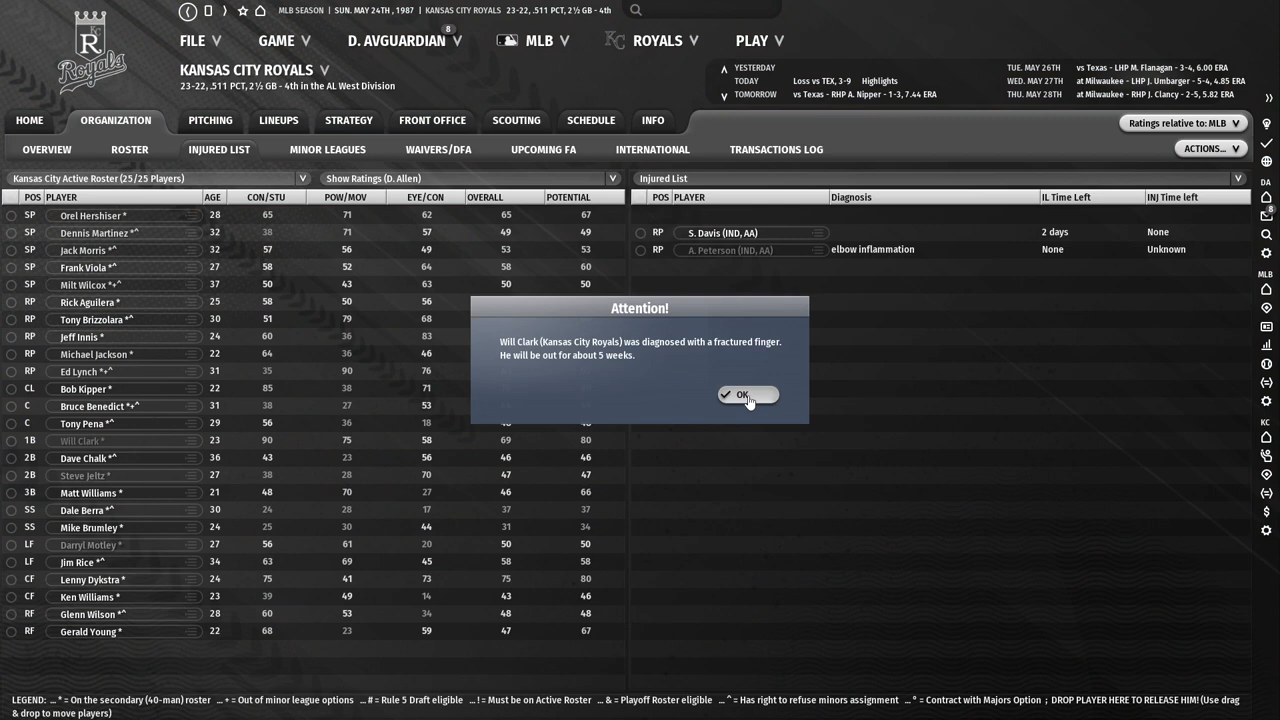 MLB SEASON | SUN. MAY 24TH , 1987 | KANSAS CITY ROYALS 23-22, .511 PCT, 2½ GB - 4th
FILE GAME D. AVGUARDIAN 8 MLB KC ROYALS PLAY
KC R Royals
KANSAS CITY ROYALS
23-22, .511 PCT, 2½ GB - 4th in the AL West Division
YESTERDAY
TODAY Loss vs TEX, 3-9 Highlights
TOMORROW vs Texas - RHP A. Nipper - 1-3, 7.44 ERA
TUE. MAY 26TH vs Texas - LHP M. Flanagan - 3-4, 6.00 ERA
WED. MAY 27TH at Milwaukee - LHP J. Umbarger - 5-4, 4.85 ERA
THU. MAY 28TH at Milwaukee - RHP J. Clancy - 2-5, 5.82 ERA
HOME ORGANIZATION PITCHING LINEUPS STRATEGY FRONT OFFICE SCOUTING SCHEDULE INFO
Ratings relative to: MLB
OVERVIEW ROSTER INJURED LIST MINOR LEAGUES WAIVERS/DFA UPCOMING FA INTERNATIONAL TRANSACTIONS LOG
ACTIONS...
Kansas City Active Roster (25/25 Players) Show Ratings (D. Allen)
POS PLAYER AGE CON/STU POW/MOV EYE/CON OVERALL POTENTIAL
SP Orel Hershiser * 28 65 71 62 65 67
SP Dennis Martinez *^ 32 38 71 57 49 49
SP Jack Morris *^ 32 57 56 49 53 53
SP Frank Viola *^ 27 58 52 64 58 60
SP Milt Wilcox *+^ 37 50 43 63 50 50
RP Rick Aguilera * 25 58 50 56
RP Tony Brizzolara *^ 30 51 79 68
RP Jeff Innis * 24 60 36 83
RP Michael Jackson * 22 64 36 46
RP Ed Lynch *+^ 31 35 90 76
CL Bob Kipper * 22 85 38 71
C Bruce Benedict *+^ 31 38 27 53
C Tony Pena *^ 29 56 36 18
1B Will Clark * 23 90 75 58 69 80
2B Dave Chalk *^ 36 43 23 56 46 46
2B Steve Jeltz * 27 38 28 70 47 47
3B Matt Williams * 21 48 70 27 46 66
SS Dale Berra *^ 30 24 28 17 37 37
SS Mike Brumley * 24 25 30 44 31 34
LF Darryl Motley * 27 56 61 20 50 50
LF Jim Rice *^ 34 63 69 45 58 58
CF Lenny Dykstra * 24 75 41 73 75 80
CF Ken Williams * 23 39 49 14 43 46
RF Glenn Wilson *^ 28 60 53 34 48 48
RF Gerald Young * 22 68 23 59 47 67
Injured List
POS PLAYER Diagnosis IL Time Left INJ Time left
RP S. Davis (IND, AA) 2 days None
RP A. Peterson (IND, AA) elbow inflammation None Unknown
Attention!
Will Clark (Kansas City Royals) was diagnosed with a fractured finger.
He will be out for about 5 weeks.
OK
DA
8
MLB
KC
LEGEND: ... * = On the secondary (40-man) roster ... + = Out of minor league options ... # = Rule 5 Draft eligible ... ! = Must be on Active Roster ... & = Playoff Roster eligible ... ^ = Has right to refuse minors assignment ... ° = Contract with Majors Option ; DROP PLAYER HERE TO RELEASE HIM! (Use drag
& drop to move players)